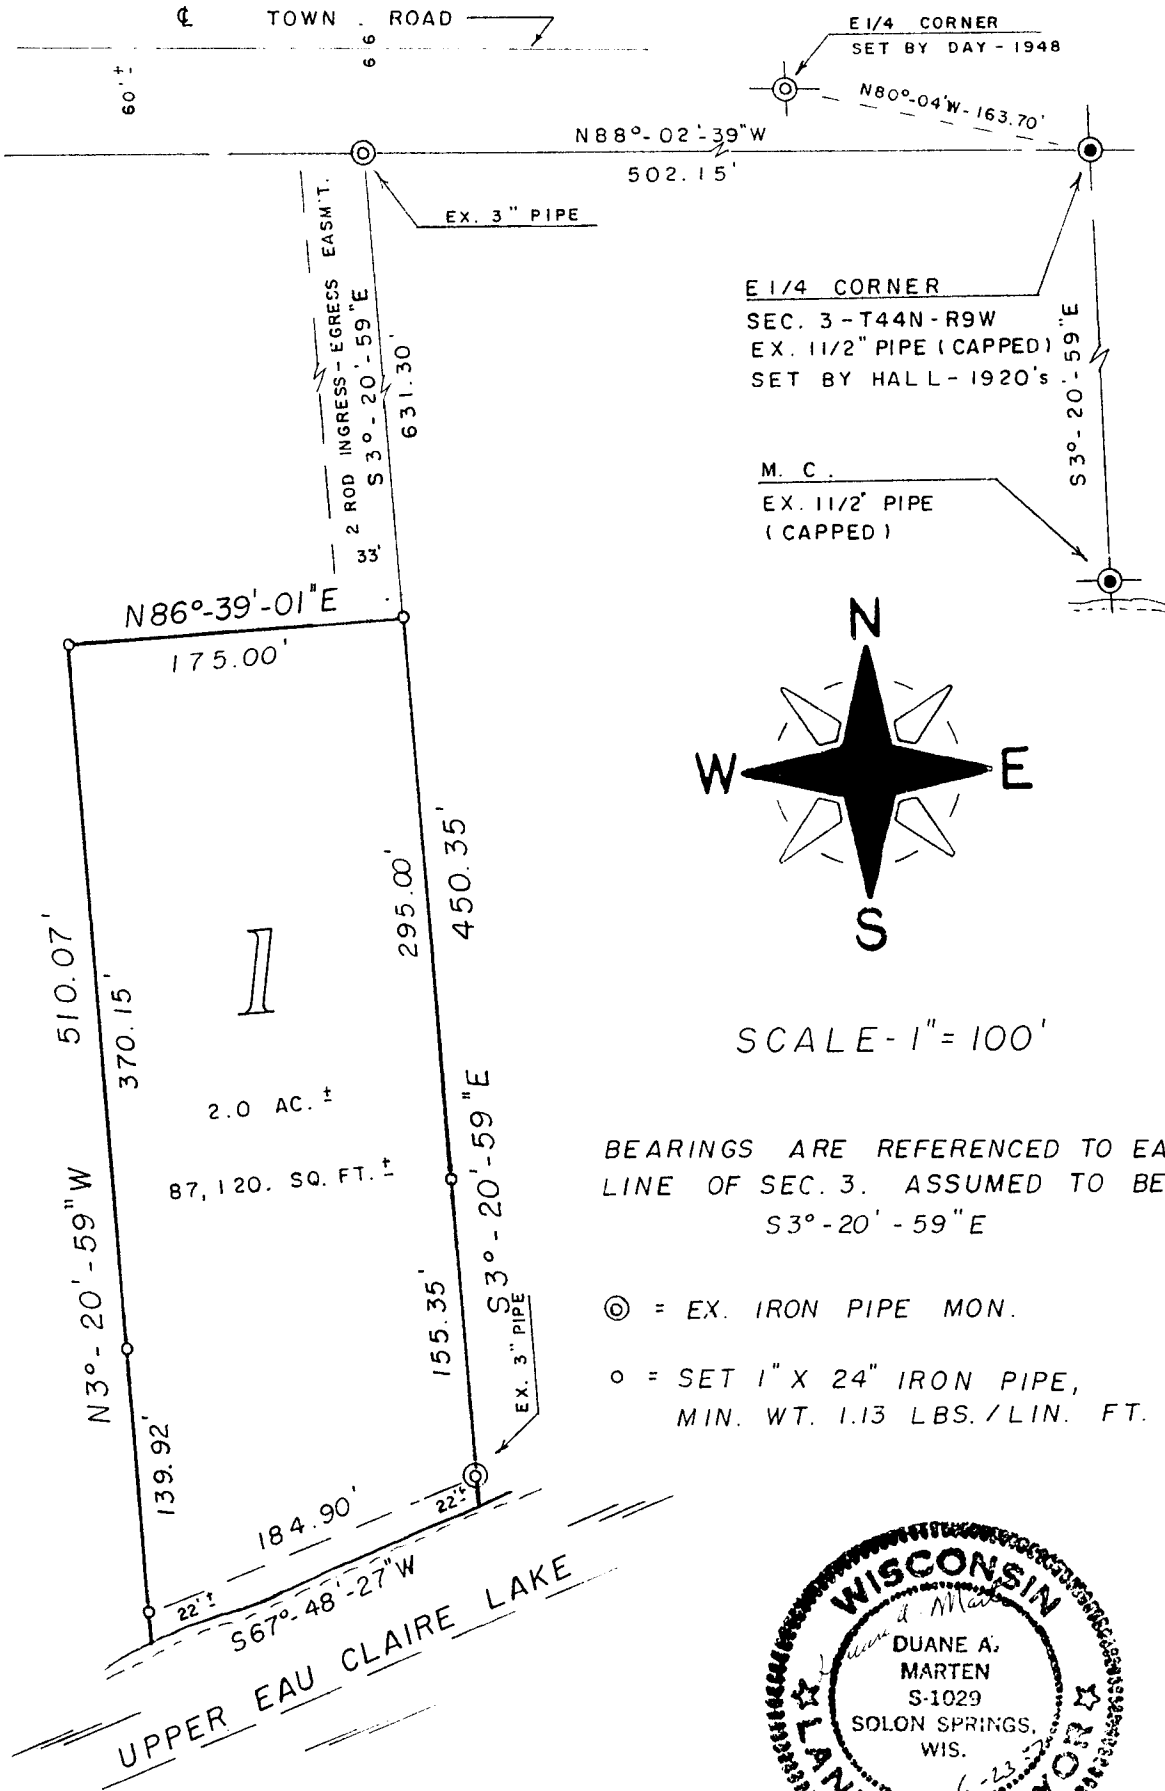 ℄ TOWN ROAD
66
60'±
E 1/4 CORNER
SET BY DAY - 1948
N80°-04'W-163.70'
N88°-02'-39"W
502.15'
EX. 3" PIPE
2 ROD INGRESS-EGRESS EASM'T.
S3°-20'-59"E
631.30'
33'
E 1/4 CORNER
SEC. 3-T44N-R9W
EX. 1 1/2" PIPE (CAPPED)
SET BY HALL-1920's
S3°-20'-59"E
M. C.
EX. 1 1/2" PIPE
(CAPPED)
N86°-39'-01"E
175.00'
N
W
E
S
510.07'
370.15'
295.00'
450.35'
1
2.0 AC.±
87,120. SQ. FT.±
N3°-20'-59"W
139.92'
S3°-20'-59"E
155.35'
EX. 3" PIPE
SCALE - 1" = 100'
BEARINGS ARE REFERENCED TO EA
LINE OF SEC. 3. ASSUMED TO BE
S3°-20'-59"E
= EX. IRON PIPE MON.
= SET 1" X 24" IRON PIPE,
MIN. WT. 1.13 LBS./LIN. FT.
184.90'
22'±
22'±
S67°-48'-27"W
UPPER EAU CLAIRE LAKE
WISCONSIN
DUANE A.
MARTEN
S-1029
SOLON SPRINGS,
WIS.
LAN
YOR